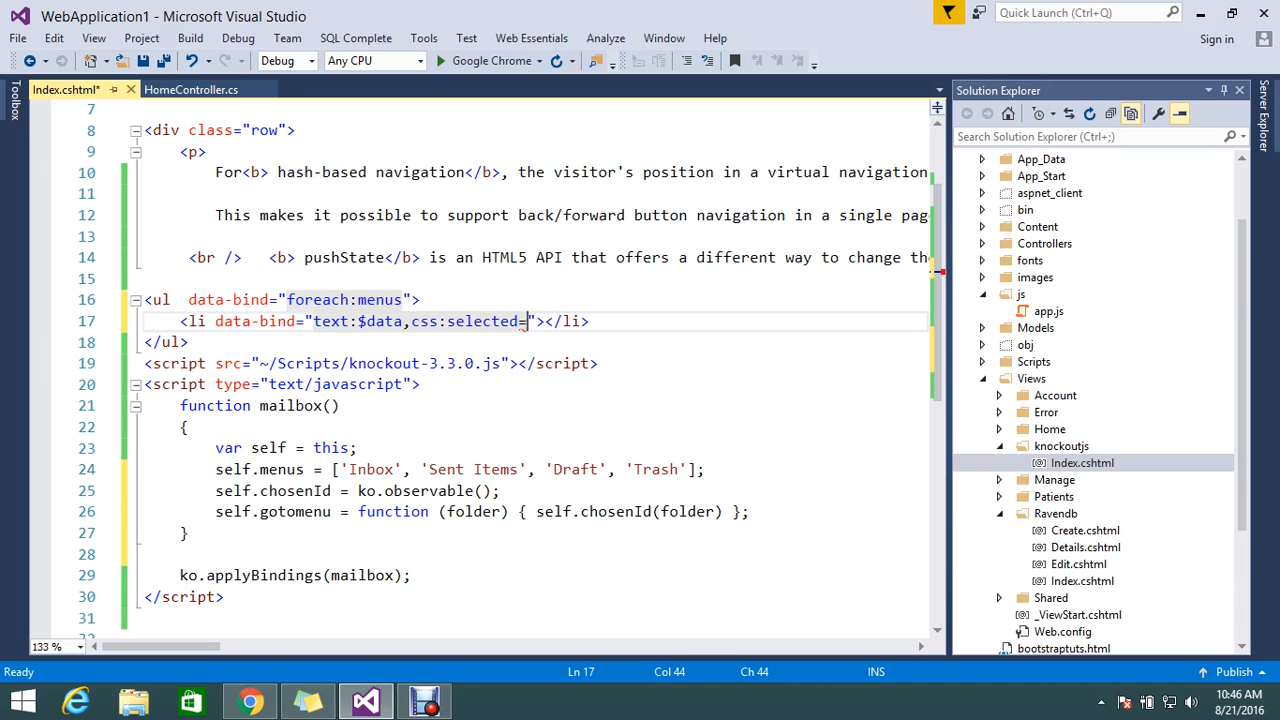 WebApplication1 - Microsoft Visual Studio
Quick Launch (Ctrl+Q)
File Edit View Project Build Debug Team SQL Complete Tools Test Web Essentials Analyze Window Help
Sign in
Debug Any CPU Google Chrome
Index.cshtml* HomeController.cs
Toolbox
7
8 <div class="row">
9 <p>
10 For<b> hash-based navigation</b>, the visitor's position in a virtual navigation
11
12 This makes it possible to support back/forward button navigation in a single pag
13
14 <br /> <b> pushState</b> is an HTML5 API that offers a different way to change the
15
16 <ul data-bind="foreach:menus">
17 <li data-bind="text:$data,css:selected="></li>
18 </ul>
19 <script src="~/Scripts/knockout-3.3.0.js"></script>
20 <script type="text/javascript">
21 function mailbox()
22 {
23 var self = this;
24 self.menus = ['Inbox', 'Sent Items', 'Draft', 'Trash'];
25 self.chosenId = ko.observable();
26 self.gotomenu = function (folder) { self.chosenId(folder) };
27 }
28
29 ko.applyBindings(mailbox);
30 </script>
31
133 %
Solution Explorer
Search Solution Explorer (Ctrl+;)
App_Data
App_Start
aspnet_client
bin
Content
Controllers
fonts
images
js
app.js
Models
obj
Scripts
Views
Account
Error
Home
knockoutjs
Index.cshtml
Manage
Patients
Ravendb
Create.cshtml
Details.cshtml
Edit.cshtml
Index.cshtml
Shared
_ViewStart.cshtml
Web.config
bootstraptuts.html
Server Explorer
Ready Ln 17 Col 44 Ch 44 INS Publish
10:46 AM
8/21/2016